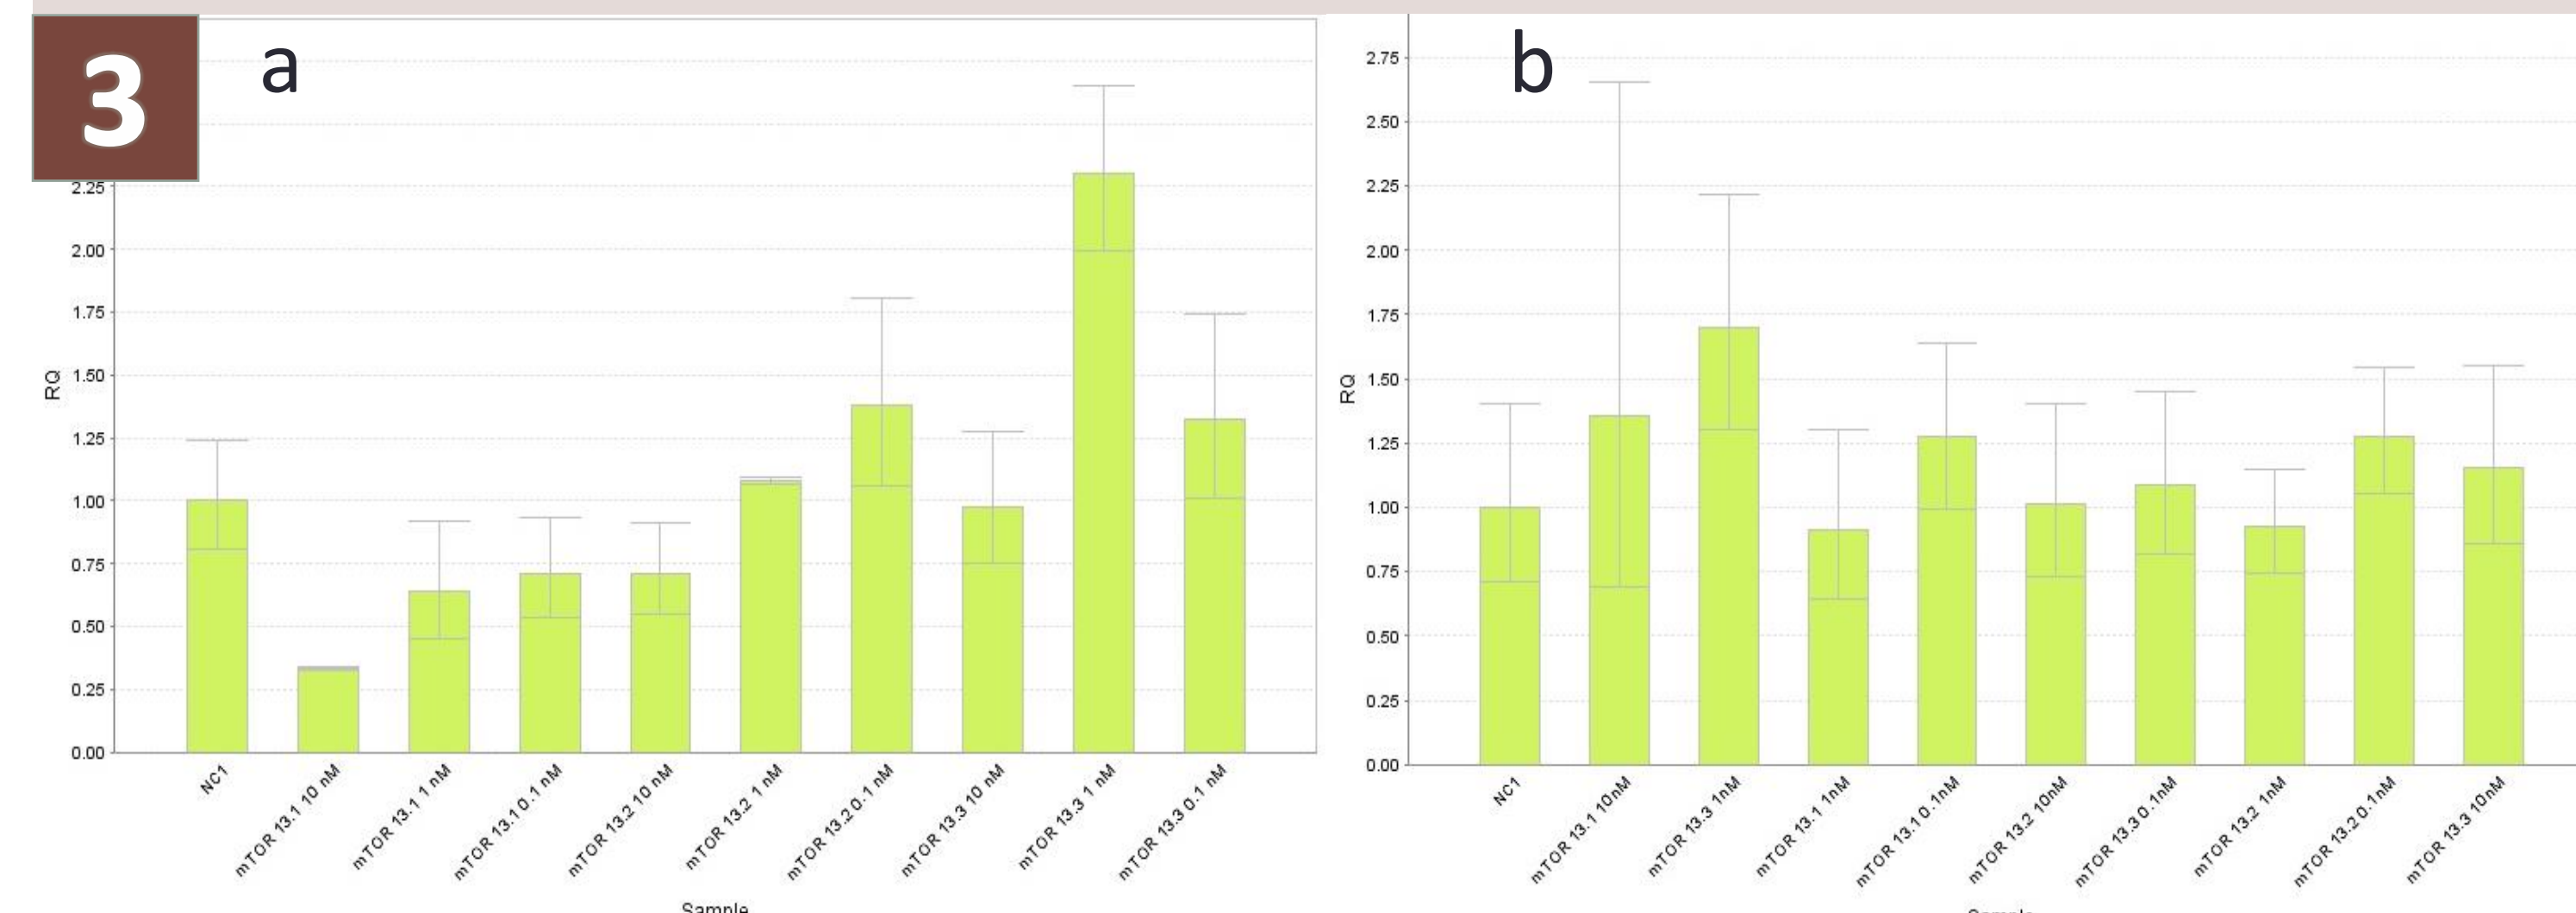 3
a
2.25
2.00
1.75
1.50
1.25
1.00
0.75
0.50
0.25
0.00
RQ
NC1
mTOR 13.1 10 nM
mTOR 13.1 1 nM
mTOR 13.1 0.1 nM
mTOR 13.2 10 nM
mTOR 13.2 1 nM
mTOR 13.2 0.1 nM
mTOR 13.3 10 nM
mTOR 13.3 1 nM
mTOR 13.3 0.1 nM
Sample
b
2.75
2.50
2.25
2.00
1.75
1.50
1.25
1.00
0.75
0.50
0.25
0.00
RQ
NC1
mTOR 13.1 10nM
mTOR 13.3 1nM
mTOR 13.1 1nM
mTOR 13.1 0.1nM
mTOR 13.2 10nM
mTOR 13.3 0.1nM
mTOR 13.2 1nM
mTOR 13.2 0.1nM
mTOR 13.3 10nM